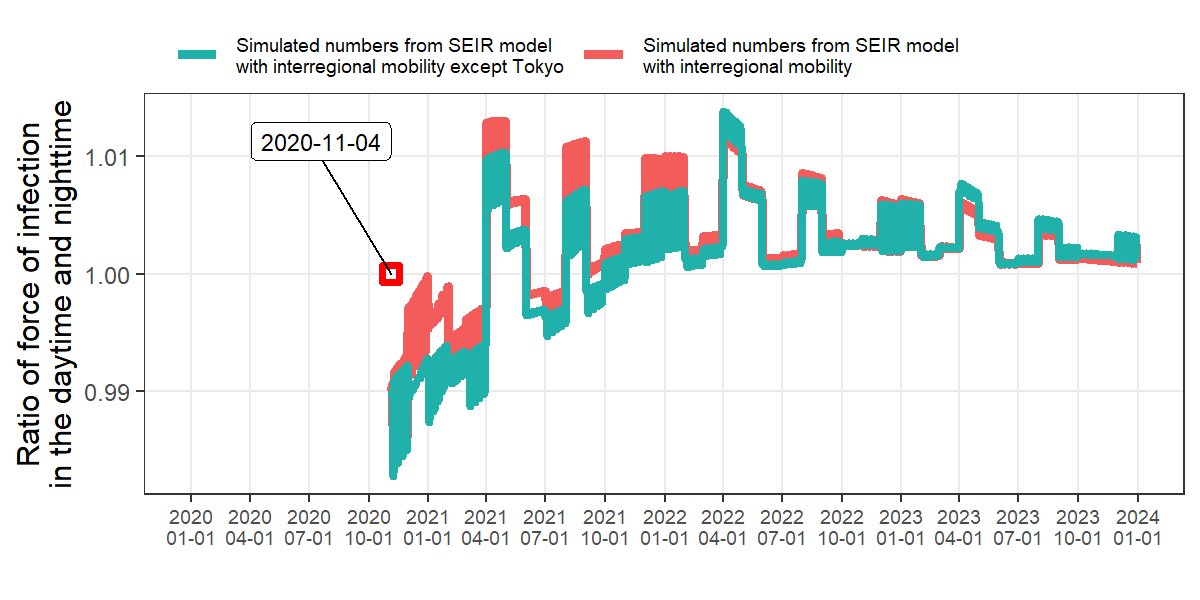 Simulated numbers from SEIR model
with interregional mobility except Tokyo
Simulated numbers from SEIR model
with interregional mobility
Ratio of force of infection
in the daytime and nighttime
1.01
1.00
0.99
2020-11-04
2020 2020 2020 2020 2021 2021 2021 2021 2022 2022 2022 2022 2023 2023 2023 2023 2024
01-01 04-01 07-01 10-01 01-01 04-01 07-01 10-01 01-01 04-01 07-01 10-01 01-01 04-01 07-01 10-01 01-01